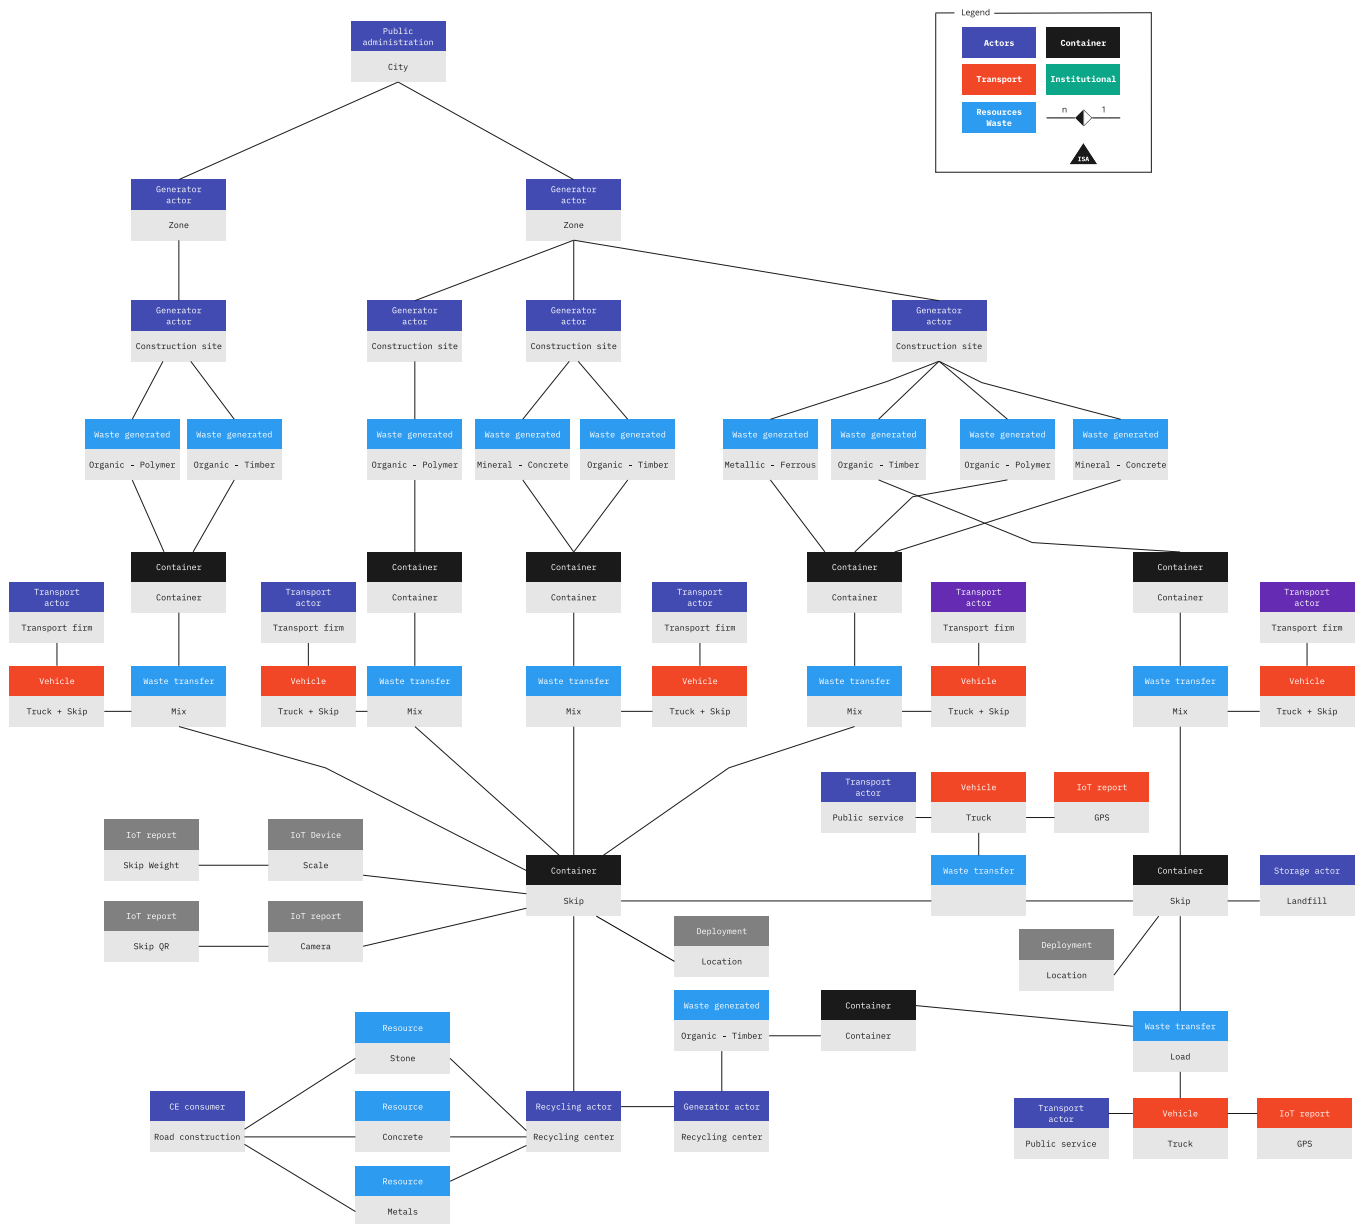 Legend
Actors
Container
Transport
Institutional
Resources
Waste
n
1
ISA
Public
administration
City
Generator
actor
Zone
Generator
actor
Zone
Generator
actor
Construction site
Generator
actor
Construction site
Generator
actor
Construction site
Generator
actor
Construction site
Waste generated
Organic - Polymer
Waste generated
Organic - Timber
Waste generated
Organic - Polymer
Waste generated
Mineral - Concrete
Waste generated
Organic - Timber
Waste generated
Metallic - Ferrous
Waste generated
Organic - Timber
Waste generated
Organic - Polymer
Waste generated
Mineral - Concrete
Container
Container
Container
Container
Container
Container
Container
Container
Container
Container
Transport
actor
Transport firm
Transport
actor
Transport firm
Transport
actor
Transport firm
Transport
actor
Transport firm
Transport
actor
Transport firm
Vehicle
Truck + Skip
Waste transfer
Mix
Vehicle
Truck + Skip
Waste transfer
Mix
Waste transfer
Mix
Vehicle
Truck + Skip
Waste transfer
Mix
Vehicle
Truck + Skip
Waste transfer
Mix
Vehicle
Truck + Skip
Transport
actor
Public service
Vehicle
Truck
IoT report
GPS
IoT report
Skip Weight
IoT Device
Scale
Container
Skip
Waste transfer
Container
Skip
Storage actor
Landfill
IoT report
Skip QR
IoT report
Camera
Deployment
Location
Deployment
Location
Waste generated
Organic - Timber
Container
Container
Waste transfer
Load
Resource
Stone
CE consumer
Road construction
Resource
Concrete
Recycling actor
Recycling center
Generator actor
Recycling center
Transport
actor
Public service
Vehicle
Truck
IoT report
GPS
Resource
Metals